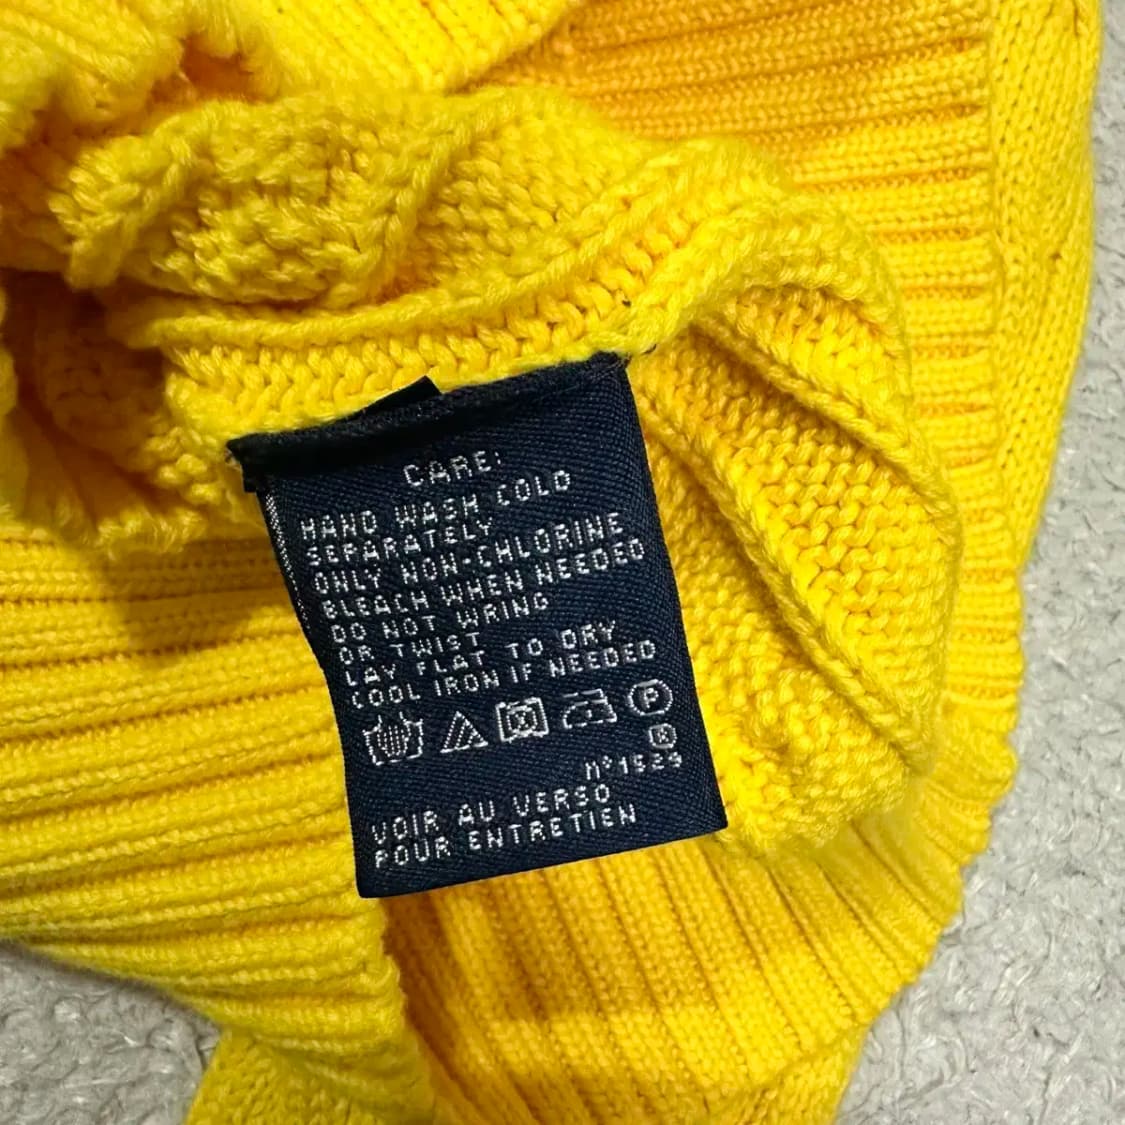 CARE:
HAND WASH COLD
SEPARATELY
ONLY NON-CHLORINE
BLEACH WHEN NEEDED
DO NOT WRING
OR TWIST
LAY FLAT TO DRY
COOL IRON IF NEEDED
P
K
Nº1529
VOIR AU VERSO
POUR ENTRETIEN